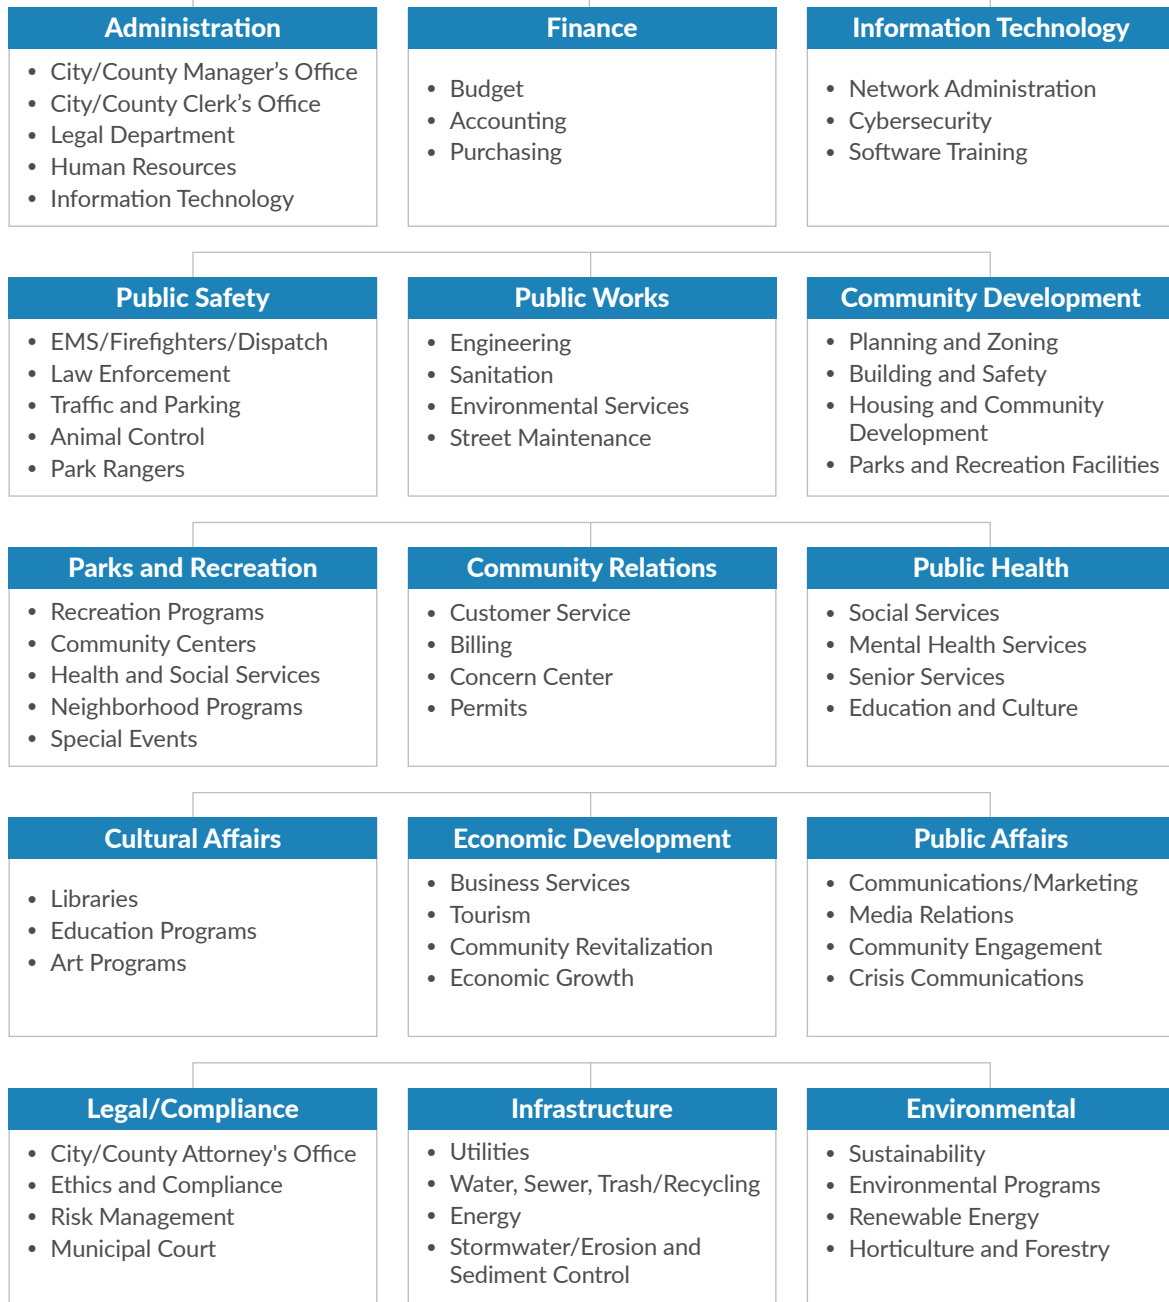 Administration
• City/County Manager’s Office
• City/County Clerk’s Office
• Legal Department
• Human Resources
• Information Technology
Finance
• Budget
• Accounting
• Purchasing
Information Technology
• Network Administration
• Cybersecurity
• Software Training
Public Safety
• EMS/Firefighters/Dispatch
• Law Enforcement
• Traffic and Parking
• Animal Control
• Park Rangers
Public Works
• Engineering
• Sanitation
• Environmental Services
• Street Maintenance
Community Development
• Planning and Zoning
• Building and Safety
• Housing and Community
Development
• Parks and Recreation Facilities
Parks and Recreation
• Recreation Programs
• Community Centers
• Health and Social Services
• Neighborhood Programs
• Special Events
Community Relations
• Customer Service
• Billing
• Concern Center
• Permits
Public Health
• Social Services
• Mental Health Services
• Senior Services
• Education and Culture
Cultural Affairs
• Libraries
• Education Programs
• Art Programs
Economic Development
• Business Services
• Tourism
• Community Revitalization
• Economic Growth
Public Affairs
• Communications/Marketing
• Media Relations
• Community Engagement
• Crisis Communications
Legal/Compliance
• City/County Attorney's Office
• Ethics and Compliance
• Risk Management
• Municipal Court
Infrastructure
• Utilities
• Water, Sewer, Trash/Recycling
• Energy
• Stormwater/Erosion and
Sediment Control
Environmental
• Sustainability
• Environmental Programs
• Renewable Energy
• Horticulture and Forestry